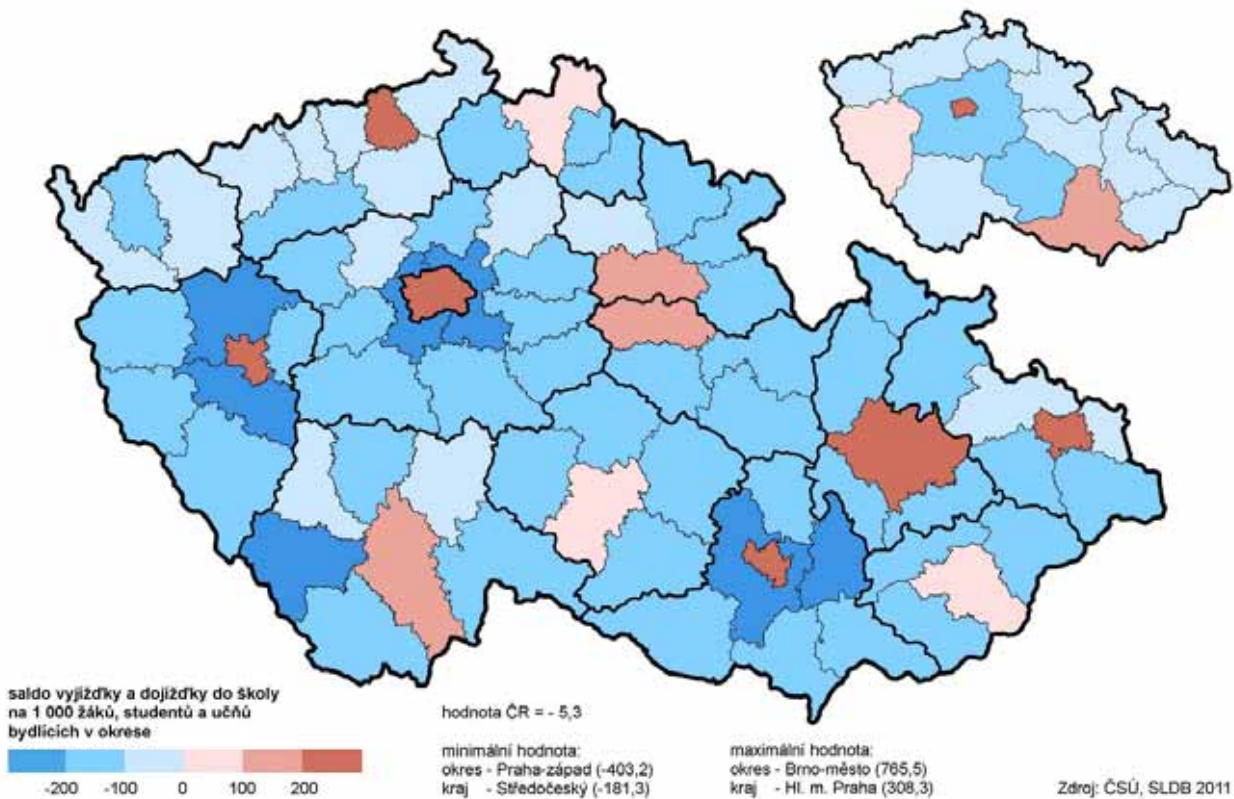 saldo vyjížďky a dojížďky do školy
na 1 000 žáků, studentů a učňů
bydlících v okrese
-200 -100 0 100 200
hodnota ČR = - 5,3
minimální hodnota:
okres - Praha-západ (-403,2)
kraj - Středočeský (-181,3)
maximální hodnota:
okres - Brno-město (765,5)
kraj - Hl. m. Praha (308,3)
Zdroj: ČSÚ, SLDB 2011